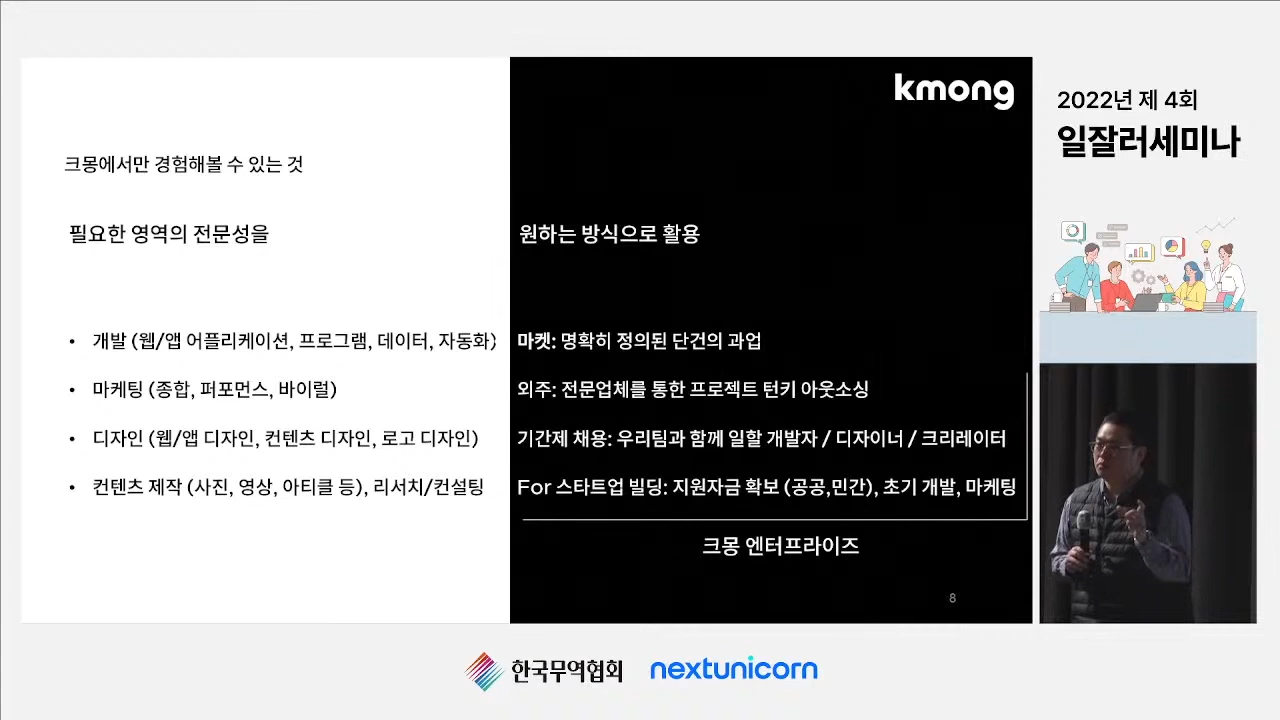 kmong
크몽에서만 경험해볼 수 있는 것
필요한 영역의 전문성을
원하는 방식으로 활용
• 개발 (웹/앱 어플리케이션, 프로그램, 데이터, 자동화)
• 마케팅 (종합, 퍼포먼스, 바이럴)
• 디자인 (웹/앱 디자인, 컨텐츠 디자인, 로고 디자인)
• 컨텐츠 제작 (사진, 영상, 아티클 등), 리서치/컨설팅
마켓: 명확히 정의된 단건의 과업
외주: 전문업체를 통한 프로젝트 턴키 아웃소싱
기간제 채용: 우리팀과 함께 일할 개발자 / 디자이너 / 크리레이터
For 스타트업 빌딩: 지원자금 확보 (공공,민간), 초기 개발, 마케팅
크몽 엔터프라이즈
8
2022년 제 4회
일잘러세미나
한국무역협회
nextunicorn